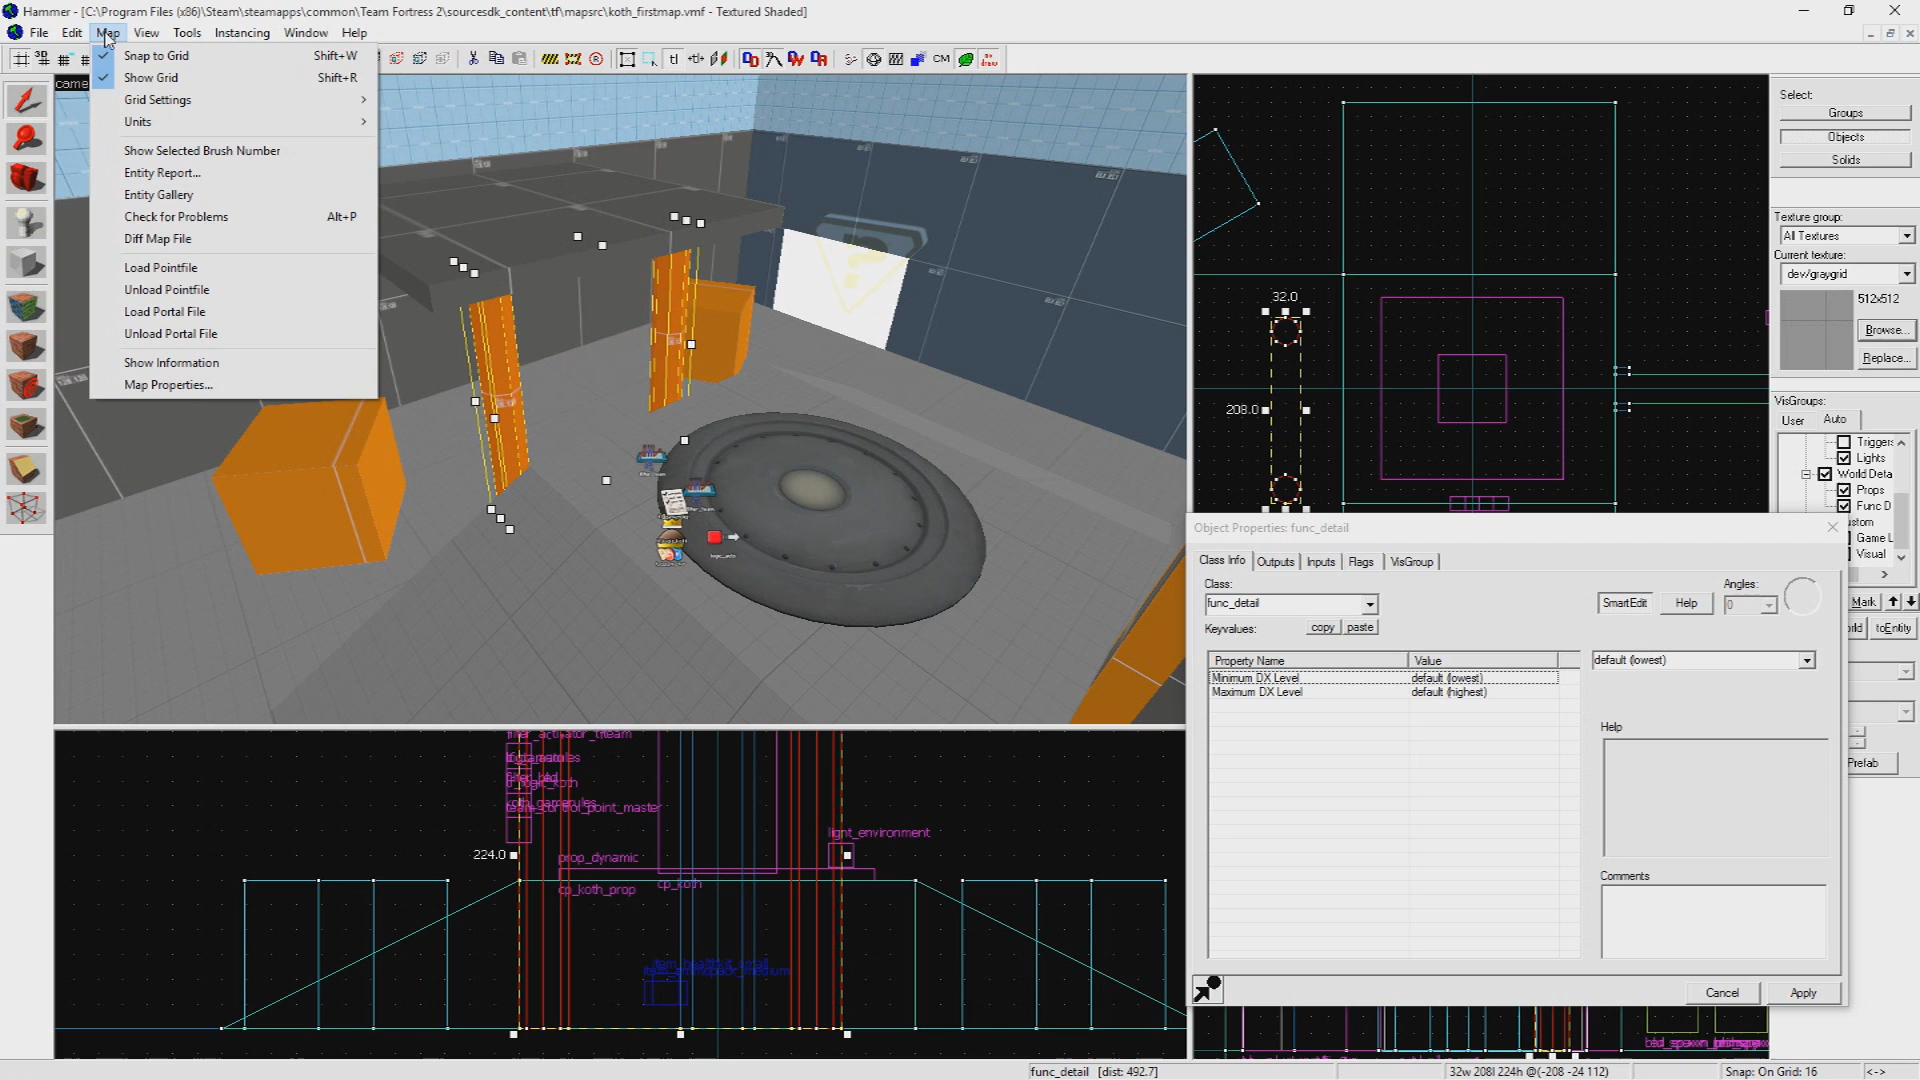 Hammer - [C:\Program Files (x86)\Steam\steamapps\common\Team Fortress 2\sourcesdk_content\tf\mapsrc\koth_firstmap.vmf - Textured Shaded]
File Edit Map View Tools Instancing Window Help
Snap to Grid Shift+W
Show Grid Shift+R
Grid Settings
Units
Show Selected Brush Number
Entity Report...
Entity Gallery
Check for Problems Alt+P
Diff Map File
Load Pointfile
Unload Pointfile
Load Portal File
Unload Portal File
Show Information
Map Properties...
came
3D
tl
CM
Select:
Groups
Objects
Solids
Texture group:
All Textures
Current texture:
dev/graygrid
512x512
Browse...
Replace...
VisGroups:
User Auto
Triggers
Lights
World Deta
Props
Func D
ustom
Game L
Visual
Mark
toEntity
Prefab
32.0
208.0
Object Properties: func_detail
Class Info Outputs Inputs Flags VisGroup
Class:
func_detail
Keyvalues: copy paste
SmartEdit Help
Angles:
0
Property Name Value
Minimum DX Level default (lowest)
Maximum DX Level default (highest)
default (lowest)
Help
Comments
Cancel Apply
team_control_point_master
224.0
light_environment
prop_dynamic
cp_koth_prop
cp_koth
func_detail [dist: 492.7]
32w 208l 224h @(-208 -24 112)
Snap: On Grid: 16
<->